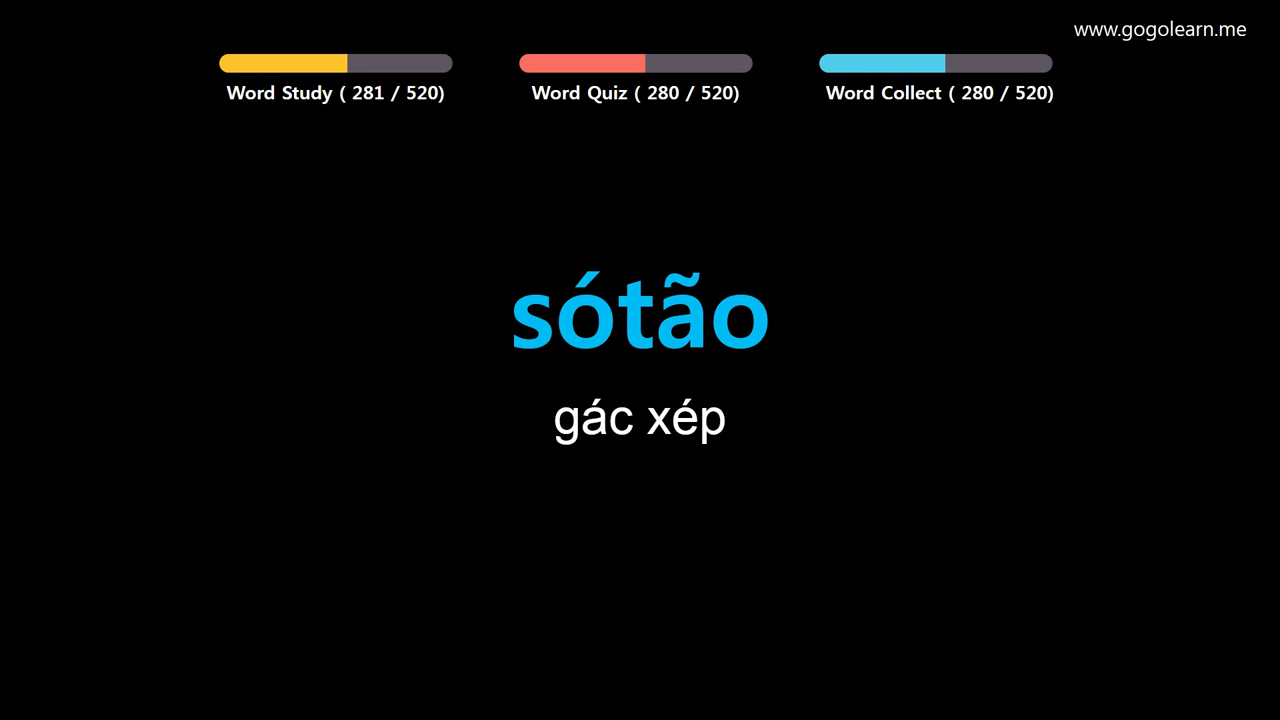 www.gogolearn.me
Word Study ( 281 / 520)
Word Quiz ( 280 / 520)
Word Collect ( 280 / 520)
sótão
gác xép